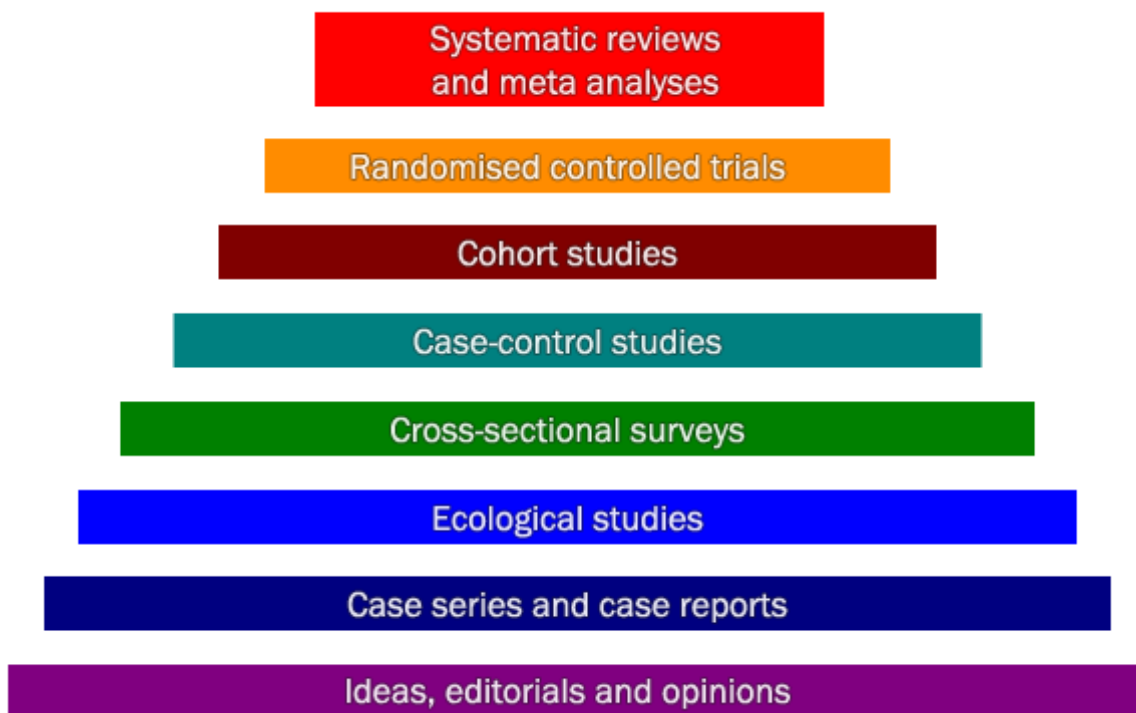 Systematic reviews
and meta analyses
Randomised controlled trials
Cohort studies
Case-control studies
Cross-sectional surveys
Ecological studies
Case series and case reports
Ideas, editorials and opinions